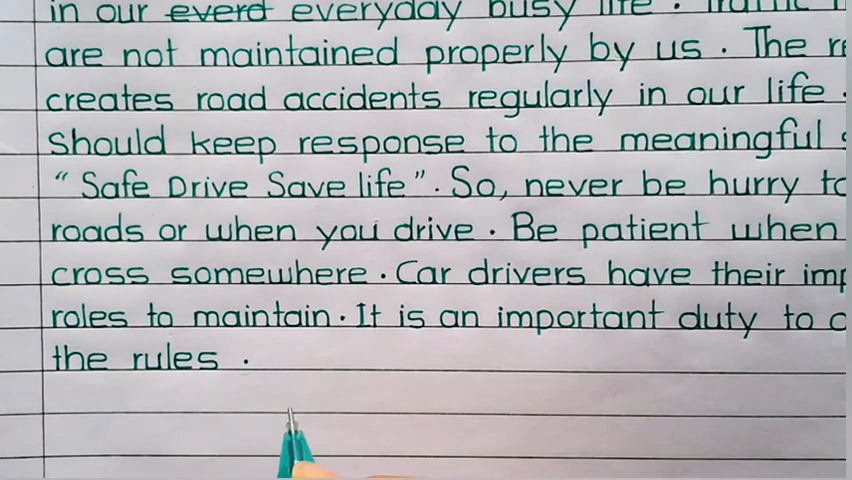 in our everd everyday busy life. Traffic
are not maintained properly by us. The
creates road accidents regularly in our life.
Should keep response to the meaningful
"Safe Drive Save life". So, never be hurry to
roads or when you drive. Be patient when
cross somewhere. Car drivers have their
roles to maintain. It is an important duty to
the rules.